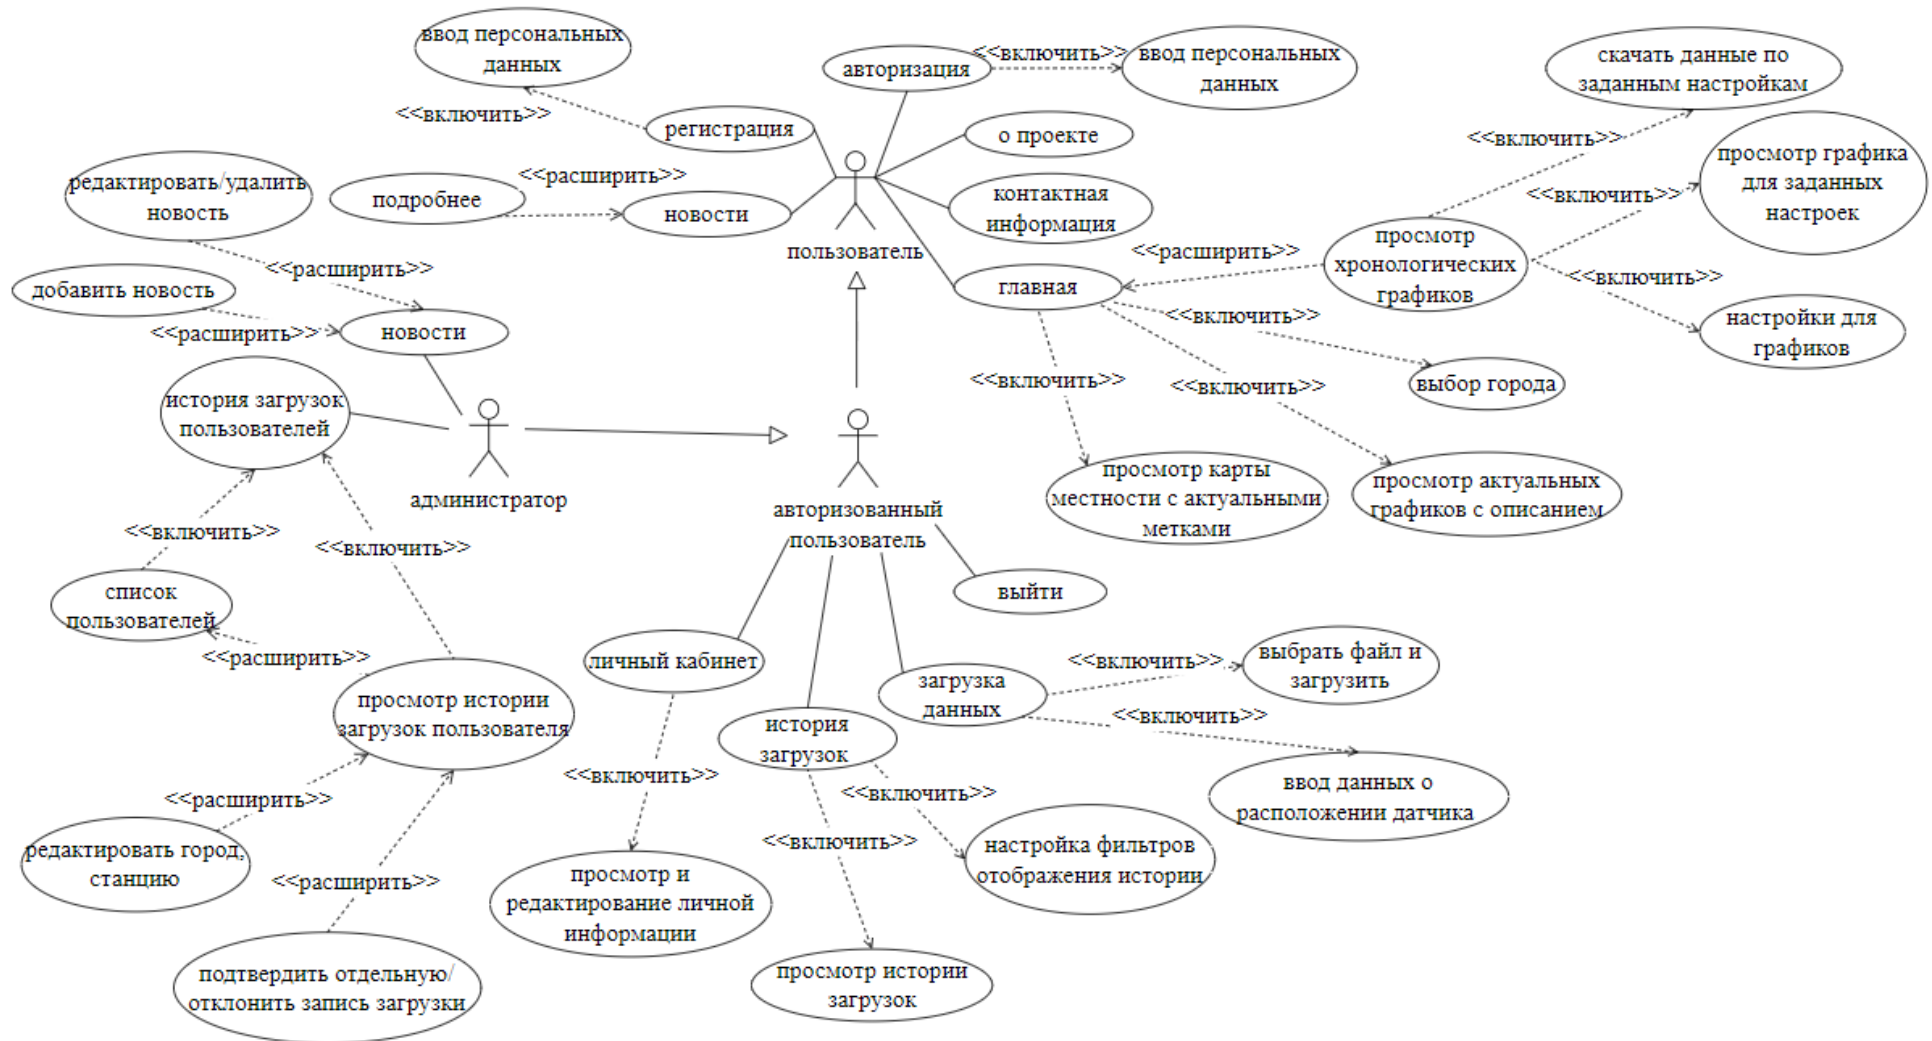 ввод персональных
данных
<<включить>>
регистрация
авторизация
<<включить>>
ввод персональных
данных
о проекте
контактная
информация
скачать данные по
заданным настройкам
<<включить>>
просмотр графика
для заданных
настроек
<<включить>>
просмотр
хронологических
графиков
<<включить>>
настройки для
графиков
<<расширить>>
главная
<<включить>>
выбор города
<<включить>>
<<включить>>
просмотр карты
местности с актуальными
метками
просмотр актуальных
графиков с описанием
пользователь
<<расширить>>
подробнее
новости
редактировать/удалить
новость
<<расширить>>
добавить новость
<<расширить>>
новости
история загрузок
пользователей
администратор
авторизованный
пользователь
<<включить>>
<<включить>>
список
пользователей
<<расширить>>
просмотр истории
загрузок пользователя
<<расширить>>
редактировать город,
станцию
<<расширить>>
подтвердить отдельную/
отклонить запись загрузки
выйти
личный кабинет
<<включить>>
просмотр и
редактирование личной
информации
история
загрузок
<<включить>>
<<включить>>
настройка фильтров
отображения истории
просмотр истории
загрузок
загрузка
данных
<<включить>>
выбрать файл и
загрузить
<<включить>>
ввод данных о
расположении датчика